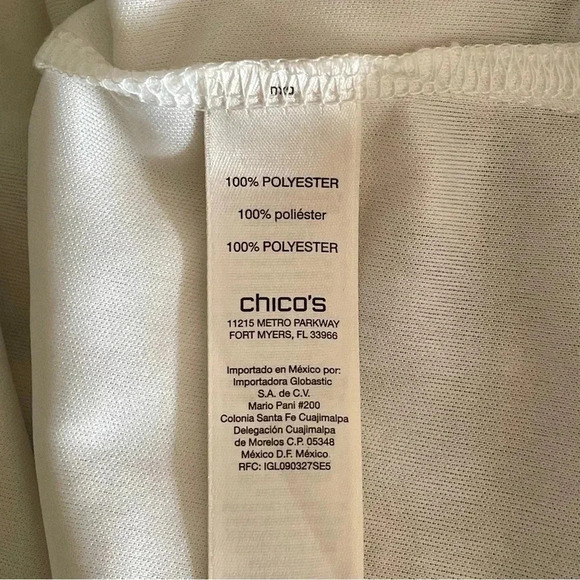 100% POLYESTER
100% poliéster
100% POLYESTER
chico's
11215 METRO PARKWAY
FORT MYERS, FL 33966
Importado en México por:
Importadora Globastic
S.A. de C.V.
Mario Pani #200
Colonia Santa Fe Cuajimalpa
Delegación Cuajimalpa
de Morelos C.P. 05348
México D.F. México
RFC: IGL090327SE5